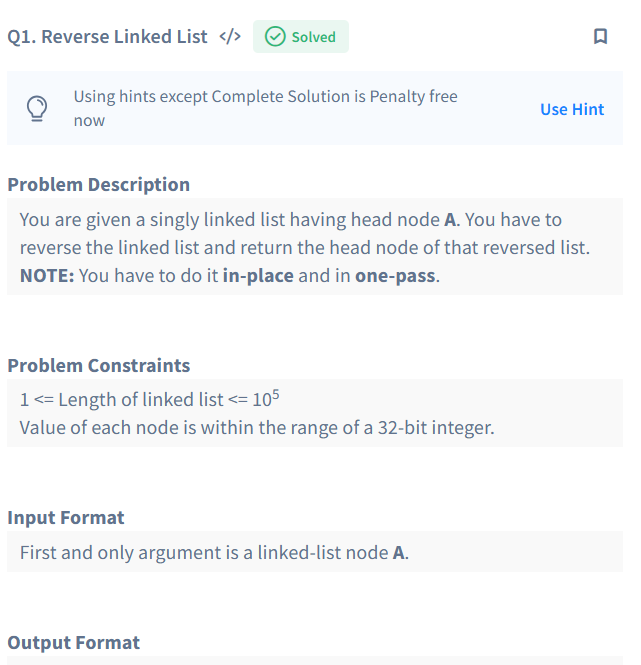 Q1. Reverse Linked List </> Solved
Using hints except Complete Solution is Penalty free
now
Use Hint
Problem Description
You are given a singly linked list having head node A. You have to
reverse the linked list and return the head node of that reversed list.
NOTE: You have to do it in-place and in one-pass.
Problem Constraints
1 <= Length of linked list <= 10⁵
Value of each node is within the range of a 32-bit integer.
Input Format
First and only argument is a linked-list node A.
Output Format